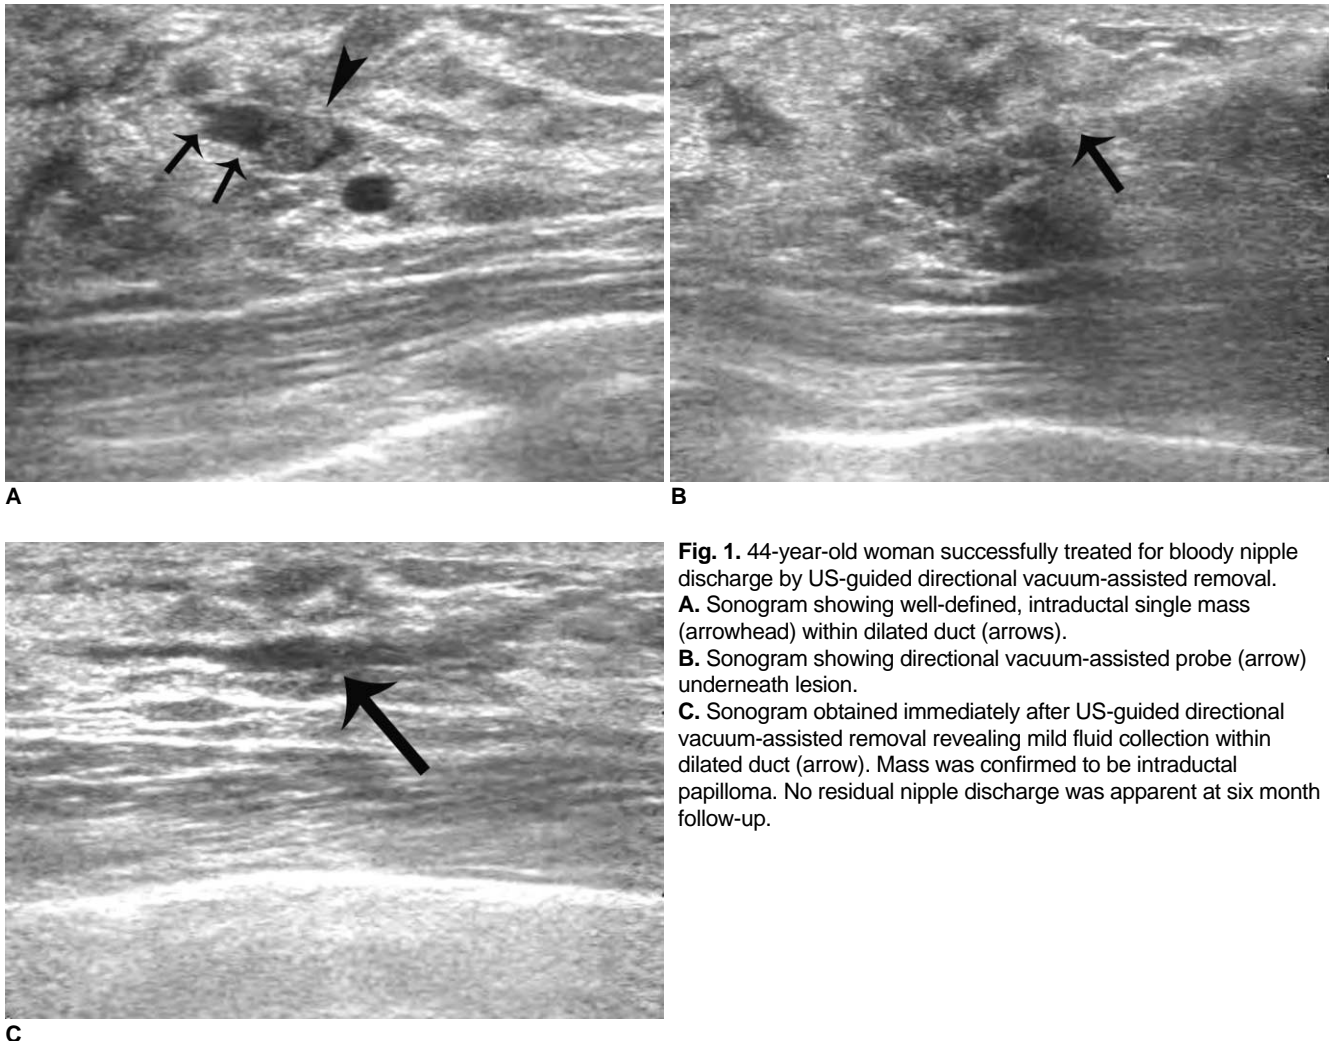 A
B
C
Fig. 1. 44-year-old woman successfully treated for bloody nipple
discharge by US-guided directional vacuum-assisted removal.
A. Sonogram showing well-defined, intraductal single mass
(arrowhead) within dilated duct (arrows).
B. Sonogram showing directional vacuum-assisted probe (arrow)
underneath lesion.
C. Sonogram obtained immediately after US-guided directional
vacuum-assisted removal revealing mild fluid collection within
dilated duct (arrow). Mass was confirmed to be intraductal
papilloma. No residual nipple discharge was apparent at six month
follow-up.